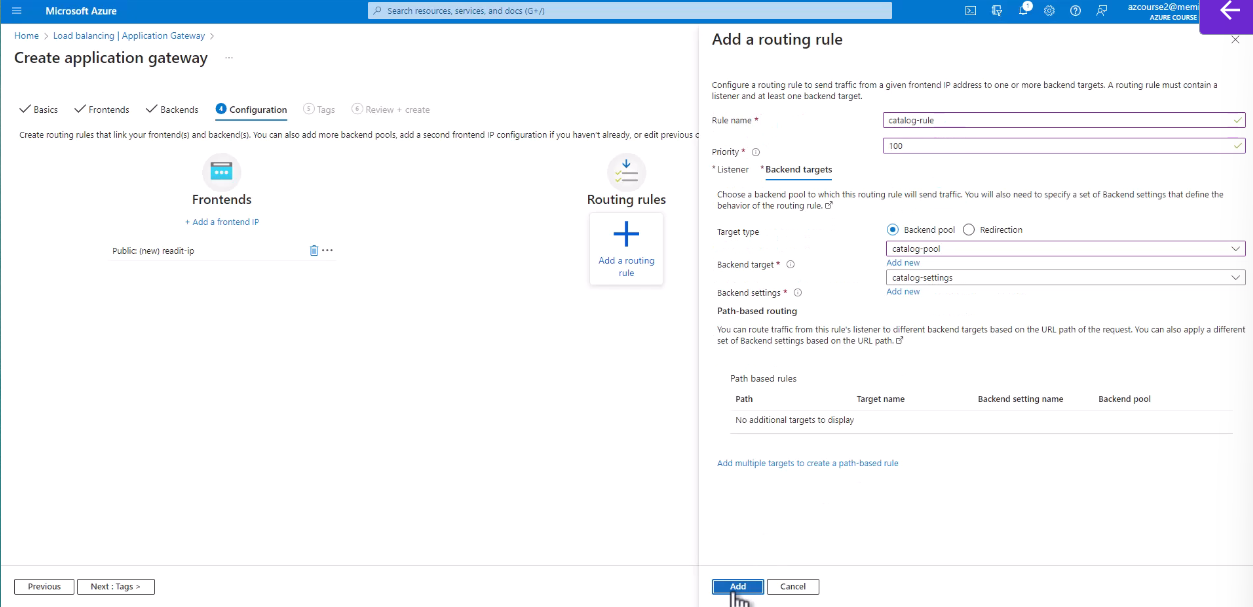 Microsoft Azure
Search resources, services, and docs (G+/)
1
azcourse2@memi
AZURE COURSE
Home > Load balancing | Application Gateway >
Create application gateway ...
Basics
Frontends
Backends
4 Configuration
5 Tags
6 Review + create
Create routing rules that link your frontend(s) and backend(s). You can also add more backend pools, add a second frontend IP configuration if you haven't already, or edit previous c
Frontends
+ Add a frontend IP
Public: (new) readit-ip
Routing rules
Add a routing
rule
Previous
Next : Tags >
Add a routing rule
Configure a routing rule to send traffic from a given frontend IP address to one or more backend targets. A routing rule must contain a
listener and at least one backend target.
Rule name *
catalog-rule
Priority *
100
* Listener
* Backend targets
Choose a backend pool to which this routing rule will send traffic. You will also need to specify a set of Backend settings that define the
behavior of the routing rule.
Target type
Backend pool
Redirection
Backend target *
catalog-pool
Add new
Backend settings *
catalog-settings
Add new
Path-based routing
You can route traffic from this rule's listener to different backend targets based on the URL path of the request. You can also apply a different
set of Backend settings based on the URL path.
Path based rules
Path Target name Backend setting name Backend pool
No additional targets to display
Add multiple targets to create a path-based rule
Add
Cancel